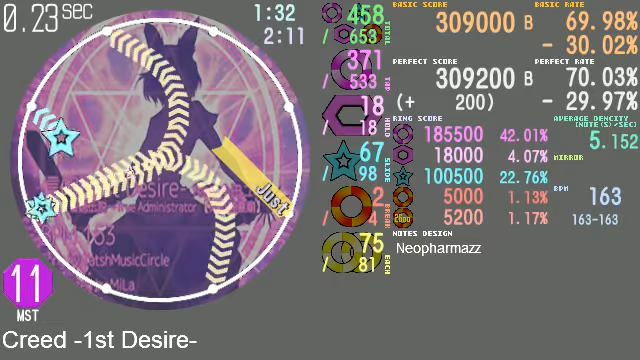 0.23 sec
1:32
2:11
458
/ 653
371
/ 533
TAP
18
/ 18
HOLD
67
/ 98
SLIDE
2
/ 4
BREAK
75
/ 81
EACH
BASIC SCORE
BASIC RATE
309000 B
69.98%
- 30.02%
PERFECT SCORE
PERFECT RATE
309200 B
70.03%
(+ 200)
- 29.97%
RING SCORE
185500 42.01%
18000 4.07%
100500 22.76%
5000 1.13%
5200 1.17%
AVERAGE DENCITY
(NOTE(S)/SEC)
5.152
MIRROR
BPM
163
163-163
NOTES DESIGN
Neopharmazz
Just
Desire-
Administrator
MusicCircle
MiLa
11
MST
Creed -1st Desire-